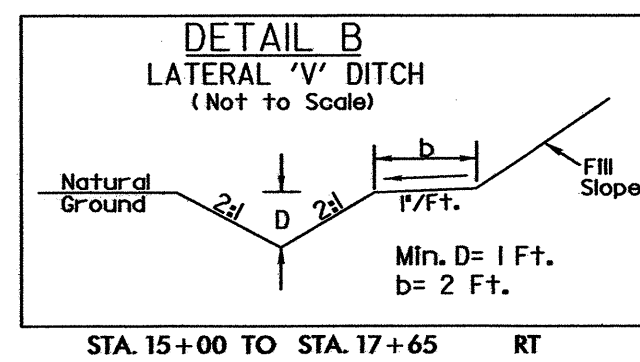 DETAIL B
LATERAL 'V' DITCH
(Not to Scale)
b
Natural
Ground
2:1
D
2:1
1"/Ft.
Fill
Slope
Min. D= 1 Ft.
b= 2 Ft.
STA. 15+00 TO STA. 17+65 RT